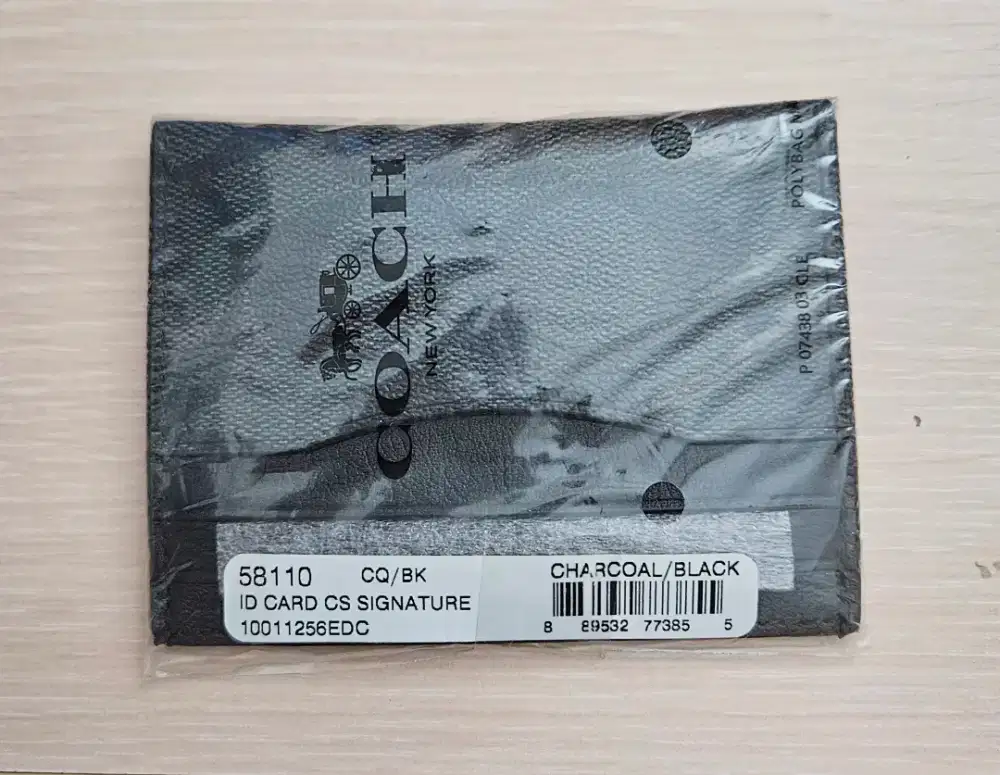 COACH
NEW YORK
P 07438 03 CLE
POLYBAG
58110 CQ/BK
ID CARD CS SIGNATURE
10011256EDC
CHARCOAL/BLACK
8 89532 77385 5